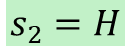 s₂ = H